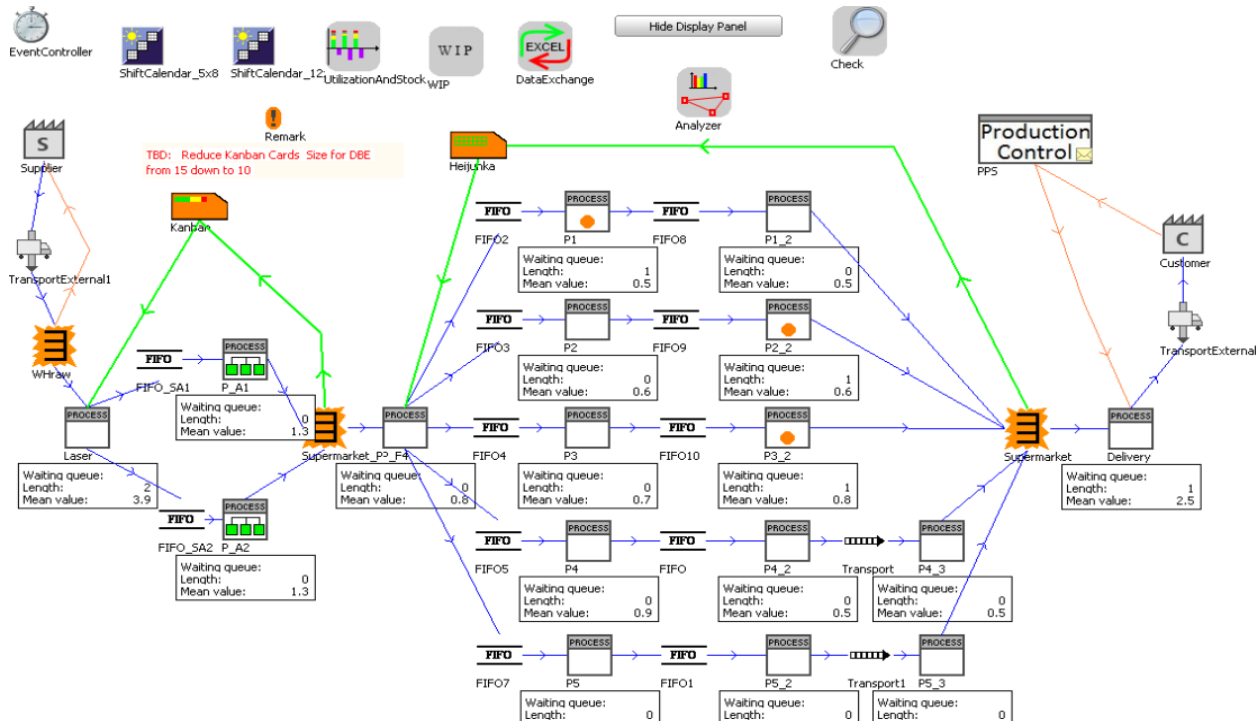 EventController
ShiftCalendar_5x8
ShiftCalendar_12
UtilizationAndStock
WIP
WIP
EXCEL
DataExchange
Hide Display Panel
Check
Analyzer
Remark
TBD: Reduce Kanban Cards Size for DBE
from 15 down to 10
S
Supplier
TransportExternal1
WHraw
Kanban
Heijunka
Production
Control
PPS
C
Customer
TransportExternal
FIFO
FIFO2
PROCESS
P1
Waiting queue:
Length: 1
Mean value: 0.5
FIFO
FIFO8
PROCESS
P1_2
Waiting queue:
Length: 0
Mean value: 0.5
FIFO
FIFO3
PROCESS
P2
Waiting queue:
Length: 0
Mean value: 0.6
FIFO
FIFO9
PROCESS
P2_2
Waiting queue:
Length: 1
Mean value: 0.6
FIFO
FIFO_SA1
PROCESS
P_A1
Waiting queue:
Length: 0
Mean value: 1.3
PROCESS
Laser
Waiting queue:
Length: 2
Mean value: 3.9
FIFO
FIFO_SA2
PROCESS
P_A2
Waiting queue:
Length: 0
Mean value: 1.3
Supermarket_P
PROCESS
Waiting queue:
Length: 0
Mean value: 0.8
FIFO
FIFO4
PROCESS
P3
Waiting queue:
Length: 0
Mean value: 0.7
FIFO
FIFO10
PROCESS
P3_2
Waiting queue:
Length: 1
Mean value: 0.8
Supermarket
PROCESS
Delivery
Waiting queue:
Length: 1
Mean value: 2.5
FIFO
FIFO5
PROCESS
P4
Waiting queue:
Length: 0
Mean value: 0.9
FIFO
FIFO
PROCESS
P4_2
Waiting queue:
Length: 0
Mean value: 0.5
Transport
PROCESS
P4_3
Waiting queue:
Length: 0
Mean value: 0.5
FIFO
FIFO7
PROCESS
P5
Waiting queue:
Length: 0
FIFO
FIFO1
PROCESS
P5_2
Waiting queue:
Length: 0
Transport1
PROCESS
P5_3
Waiting queue:
Length: 0